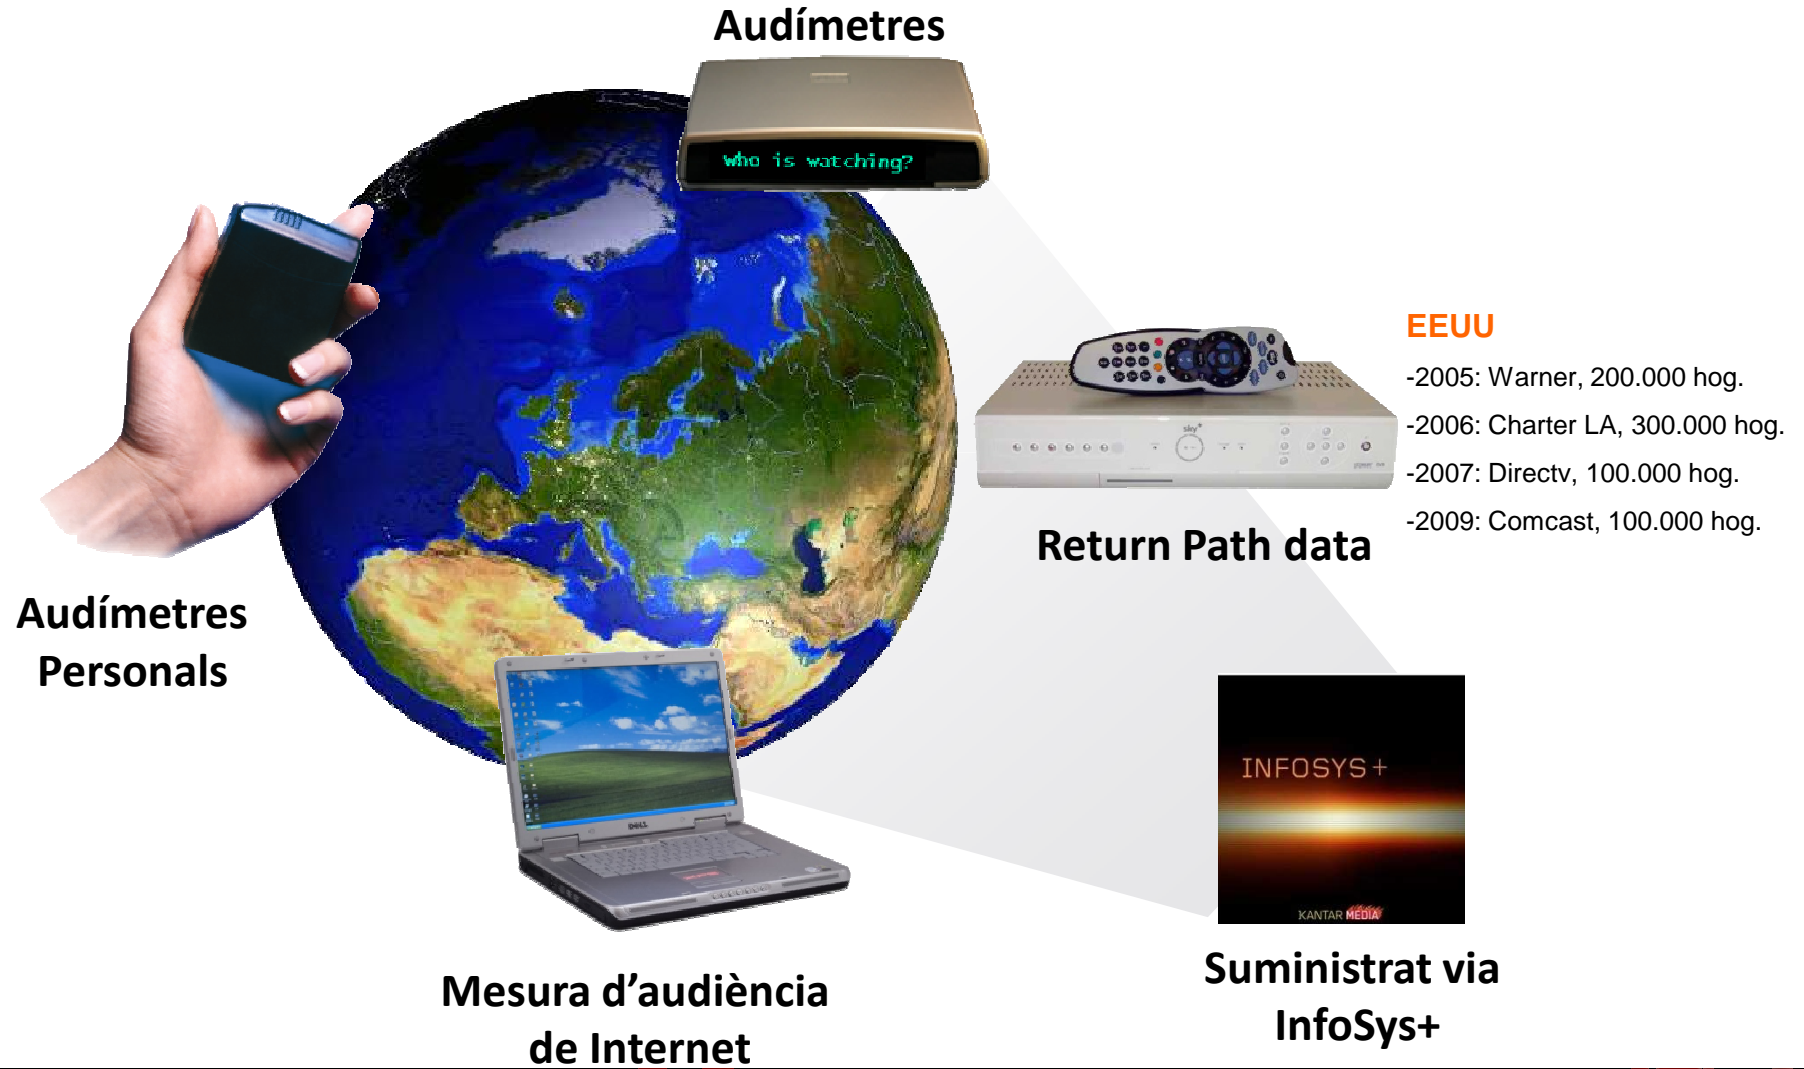 Audímetres
who is watching?
EEUU
-2005: Warner, 200.000 hog.
-2006: Charter LA, 300.000 hog.
-2007: Directv, 100.000 hog.
-2009: Comcast, 100.000 hog.
sky+
Return Path data
Audímetres
Personals
DELL
INFOSYS+
KANTAR MEDIA
Mesura d’audiència
de Internet
Suministrat via
InfoSys+